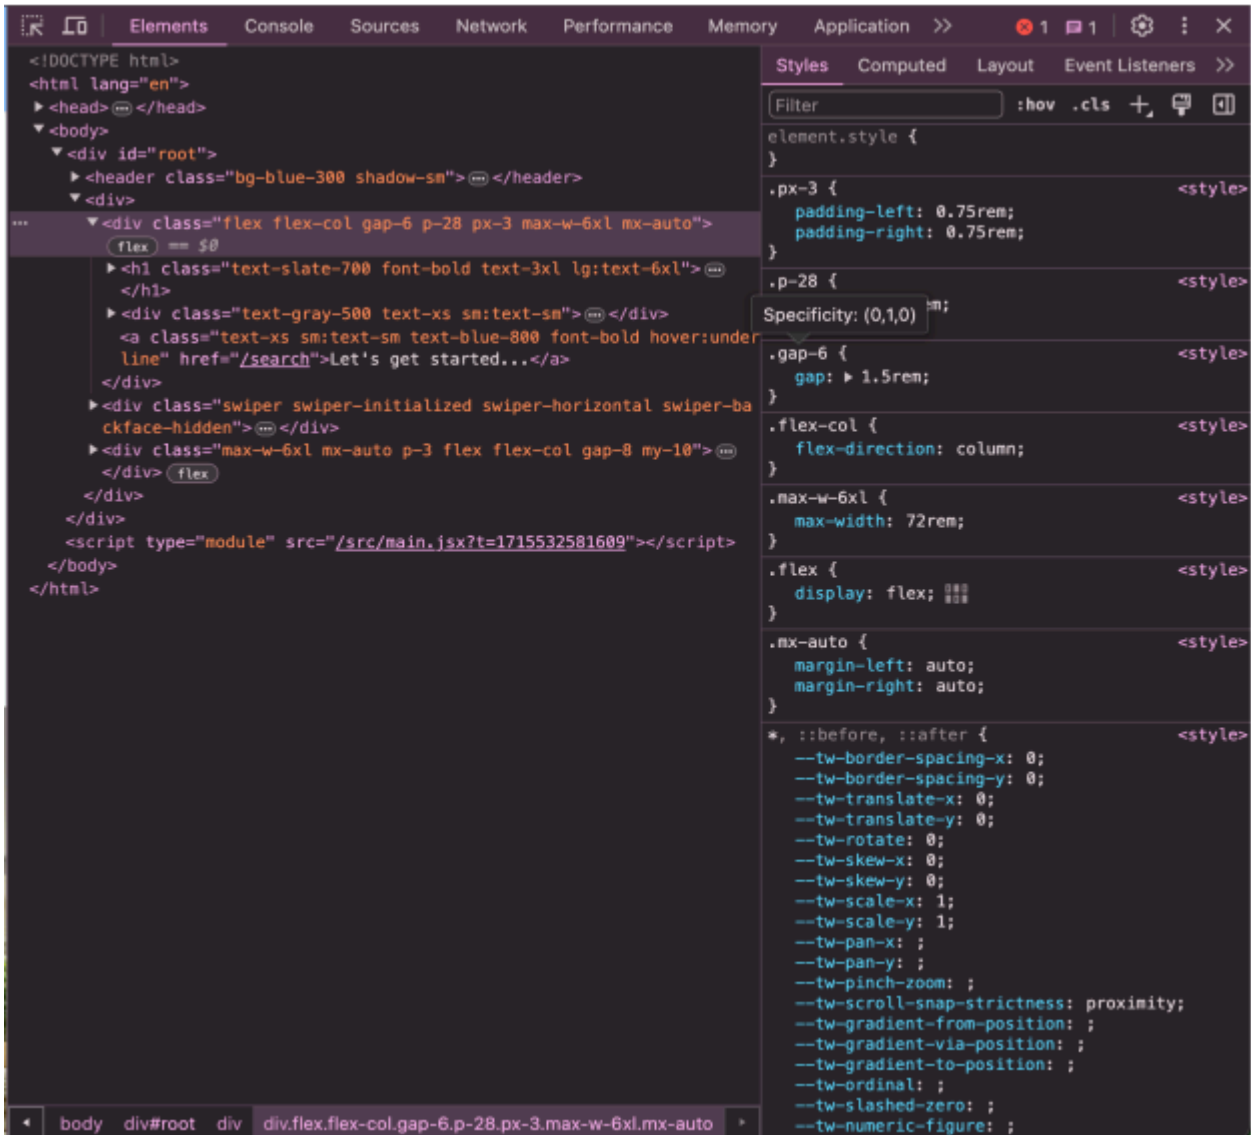 Elements Console Sources Network Performance Memory Application 1 1
<!DOCTYPE html>
<html lang="en">
<head> … </head>
<body>
<div id="root">
<header class="bg-blue-300 shadow-sm"> … </header>
<div>
… <div class="flex flex-col gap-6 p-28 px-3 max-w-6xl mx-auto">
flex == $0
<h1 class="text-slate-700 font-bold text-3xl lg:text-6xl"> …
</h1>
<div class="text-gray-500 text-xs sm:text-sm"> … </div>
<a class="text-xs sm:text-sm text-blue-800 font-bold hover:under
line" href="/search">Let's get started...</a>
</div>
<div class="swiper swiper-initialized swiper-horizontal swiper-ba
ckface-hidden"> … </div>
<div class="max-w-6xl mx-auto p-3 flex flex-col gap-8 my-10"> …
</div> flex
</div>
</div>
<script type="module" src="/src/main.jsx?t=1715532581609"></script>
</body>
</html>
body div#root div div.flex.flex-col.gap-6.p-28.px-3.max-w-6xl.mx-auto
Styles Computed Layout Event Listeners
Filter :hov .cls
element.style {
}
.px-3 { <style>
padding-left: 0.75rem;
padding-right: 0.75rem;
}
.p-28 { <style>
em;
Specificity: (0,1,0)
.gap-6 { <style>
gap: 1.5rem;
}
.flex-col { <style>
flex-direction: column;
}
.max-w-6xl { <style>
max-width: 72rem;
}
.flex { <style>
display: flex;
}
.mx-auto { <style>
margin-left: auto;
margin-right: auto;
}
*, ::before, ::after { <style>
--tw-border-spacing-x: 0;
--tw-border-spacing-y: 0;
--tw-translate-x: 0;
--tw-translate-y: 0;
--tw-rotate: 0;
--tw-skew-x: 0;
--tw-skew-y: 0;
--tw-scale-x: 1;
--tw-scale-y: 1;
--tw-pan-x: ;
--tw-pan-y: ;
--tw-pinch-zoom: ;
--tw-scroll-snap-strictness: proximity;
--tw-gradient-from-position: ;
--tw-gradient-via-position: ;
--tw-gradient-to-position: ;
--tw-ordinal: ;
--tw-slashed-zero: ;
--tw-numeric-figure: ;